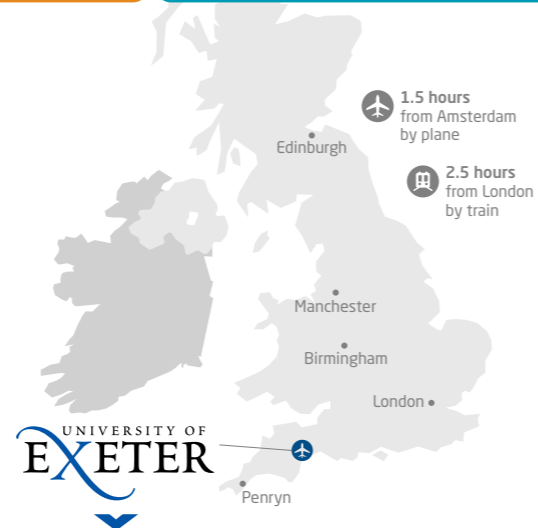 1.5 hours
from Amsterdam
by plane
Edinburgh
2.5 hours
from London
by train
Manchester
Birmingham
London
UNIVERSITY OF
EXETER
Penryn